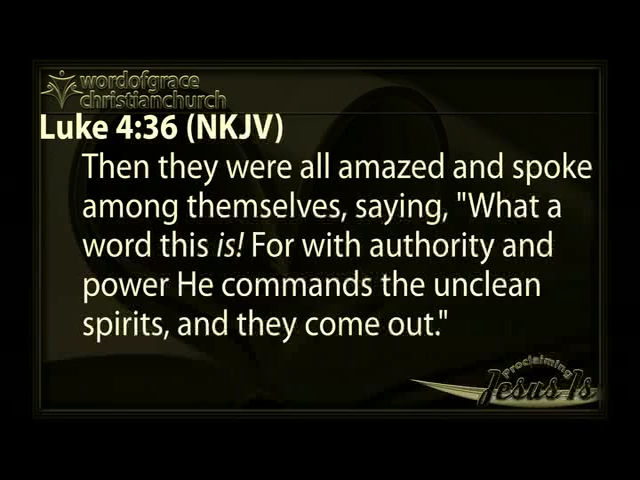 wordofgrace
christianchurch
Luke 4:36 (NKJV)
Then they were all amazed and spoke
among themselves, saying, "What a
word this is! For with authority and
power He commands the unclean
spirits, and they come out."
Proclaiming
Jesus Is